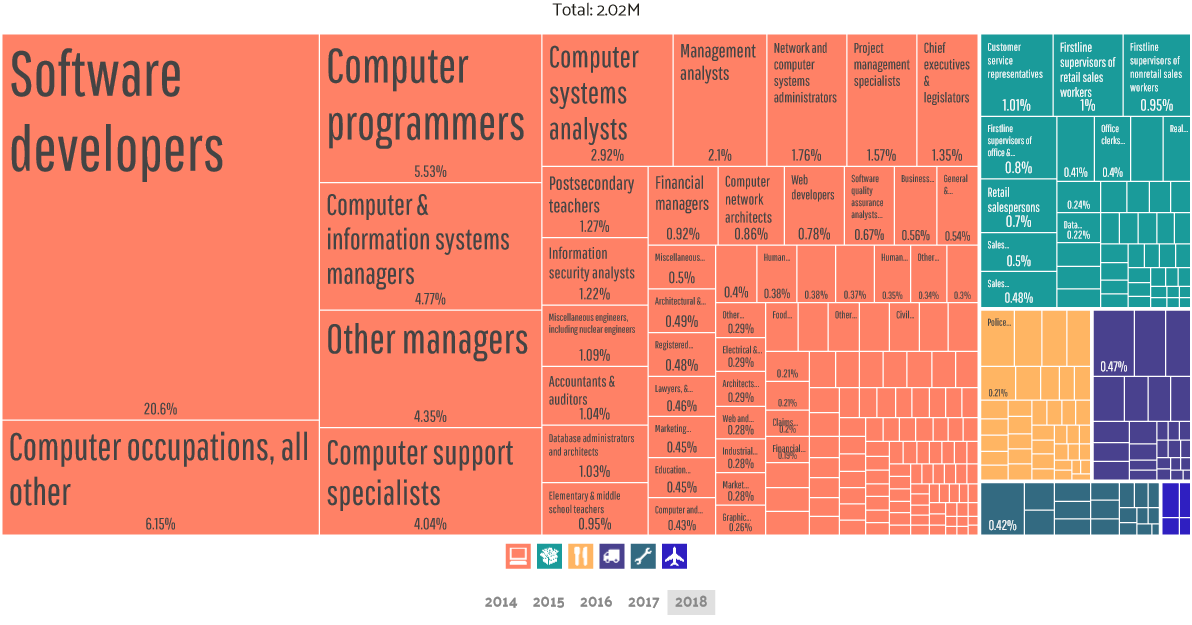 Total: 2.02M
Software
developers
20.6%
Computer occupations, all
other
6.15%
Computer
programmers
5.53%
Computer &
information systems
managers
4.77%
Other managers
4.35%
Computer support
specialists
4.04%
Computer
systems
analysts
2.92%
Management
analysts
2.1%
Network and
computer
systems
administrators
1.76%
Project
management
specialists
1.57%
Chief
executives
&
legislators
1.35%
Postsecondary
teachers
1.27%
Information
security analysts
1.22%
Miscellaneous engineers,
including nuclear engineers
1.09%
Accountants &
auditors
1.04%
Database administrators
and architects
1.03%
Elementary & middle
school teachers
0.95%
Financial
managers
0.92%
Computer
network
architects
0.86%
Web
developers
0.78%
Software
quality
assurance
analysts...
0.67%
Business...
0.56%
General
&...
0.54%
Miscellaneous...
0.5%
Architectural &...
0.49%
Registered...
0.48%
Lawyers, &...
0.46%
Marketing...
0.45%
Education...
0.45%
Computer and...
0.43%
0.4%
Human...
0.38%
0.38%
0.37%
Human...
0.35%
Other...
0.34%
0.3%
Other...
0.29%
Electrical &...
0.29%
Architects...
0.29%
Web and...
0.28%
Industrial...
0.28%
Market...
0.28%
Graphic...
0.26%
Food...
Other...
Civil...
0.21%
0.21%
Claims...
0.2%
Financial...
0.19%
Customer
service
representatives
1.01%
Firstline
supervisors of
retail sales
workers
1%
Firstline
supervisors of
nonretail sales
workers
0.95%
Firstline
supervisors
of
office &...
0.8%
0.41%
Office
clerks...
0.4%
Real...
Retail
salespersons
0.7%
0.24%
Data...
0.22%
Sales...
0.5%
Sales...
0.48%
Police...
0.21%
0.47%
0.42%
2014 2015 2016 2017 2018